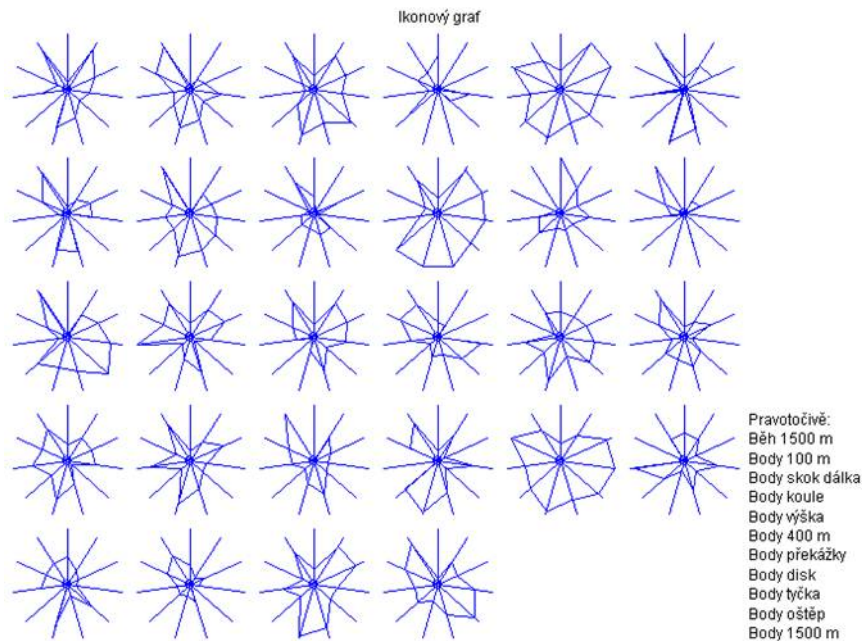 Ikonový graf
Pravotočivě:
Běh 1500 m
Body 100 m
Body skok dálka
Body koule
Body výška
Body 400 m
Body překážky
Body disk
Body tyčka
Body oštěp
Body 1500 m